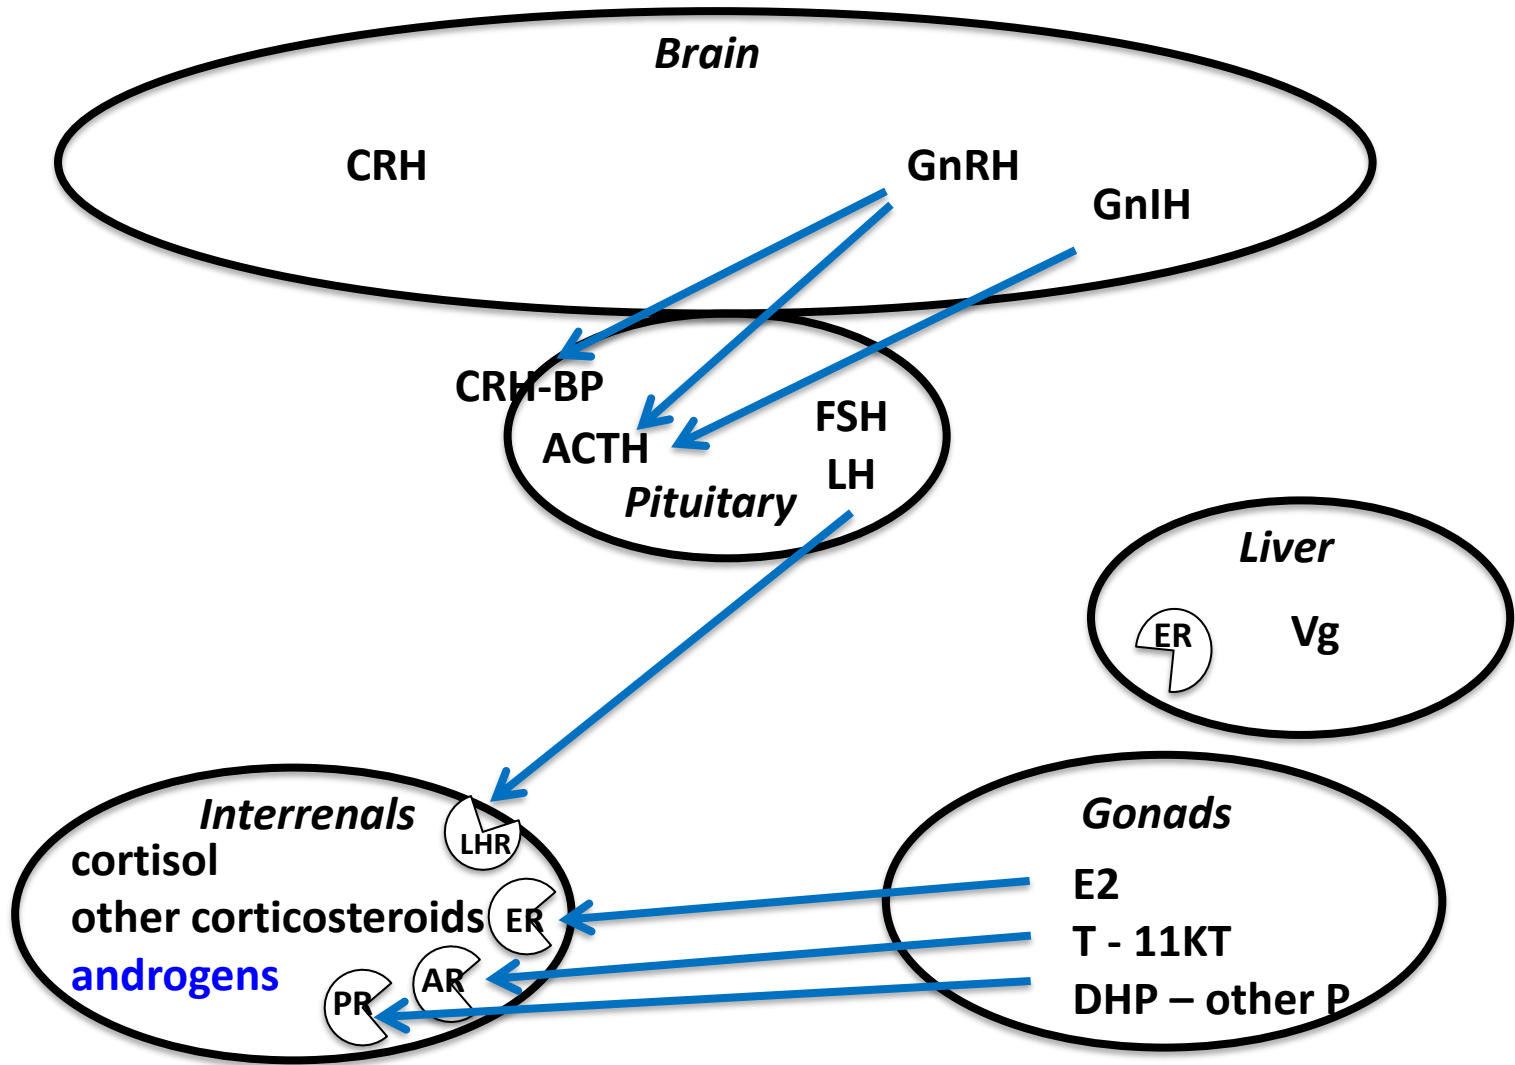 Brain
CRH
GnRH
GnIH
CRH-BP
ACTH
FSH
LH
Pituitary
Liver
ER
Vg
Interrenals
LHR
cortisol
other corticosteroids
ER
androgens
AR
PR
Gonads
E2
T - 11KT
DHP – other P